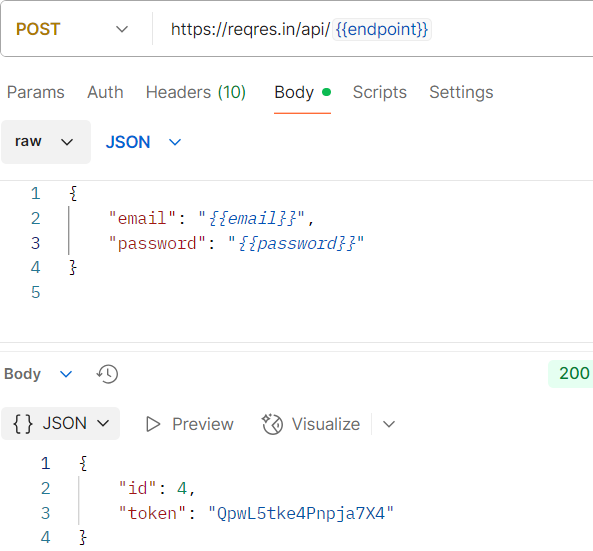 POST https://reqres.in/api/ {{endpoint}}
Params Auth Headers (10) Body Scripts Settings
raw JSON
1 {
2 "email": "{{email}}",
3 "password": "{{password}}"
4 }
5
Body 200
{} JSON Preview Visualize
1 {
2 "id": 4,
3 "token": "QpwL5tke4Pnpja7X4"
4 }